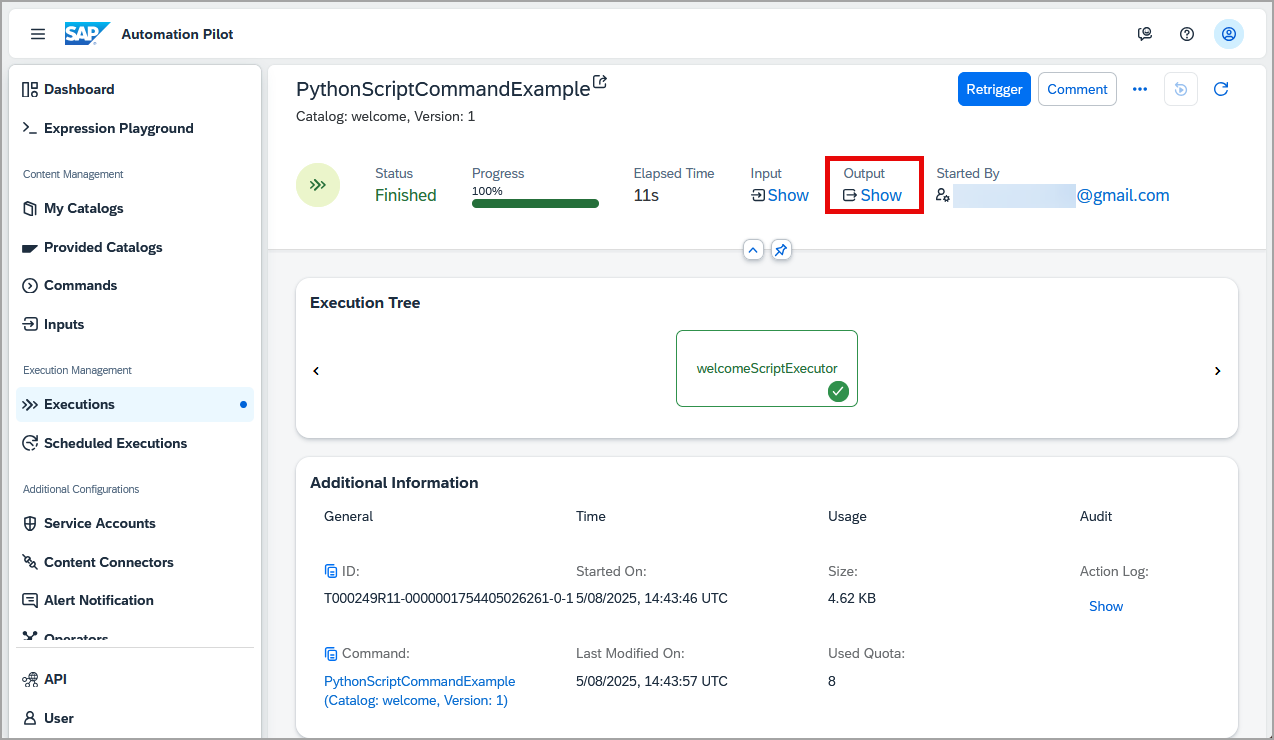 SAP Automation Pilot
Dashboard
Expression Playground
Content Management
My Catalogs
Provided Catalogs
Commands
Inputs
Execution Management
Executions
Scheduled Executions
Additional Configurations
Service Accounts
Content Connectors
Alert Notification
Operators
API
User
PythonScriptCommandExample
Catalog: welcome, Version: 1
Retrigger Comment
Status Progress Elapsed Time Input Output Started By
Finished 100% 11s Show Show @gmail.com
Execution Tree
welcomeScriptExecutor
Additional Information
General Time Usage Audit
ID: Started On: Size: Action Log:
T000249R11-0000001754405026261-0-1 5/08/2025, 14:43:46 UTC 4.62 KB Show
Command: Last Modified On: Used Quota:
PythonScriptCommandExample 5/08/2025, 14:43:57 UTC 8
(Catalog: welcome, Version: 1)